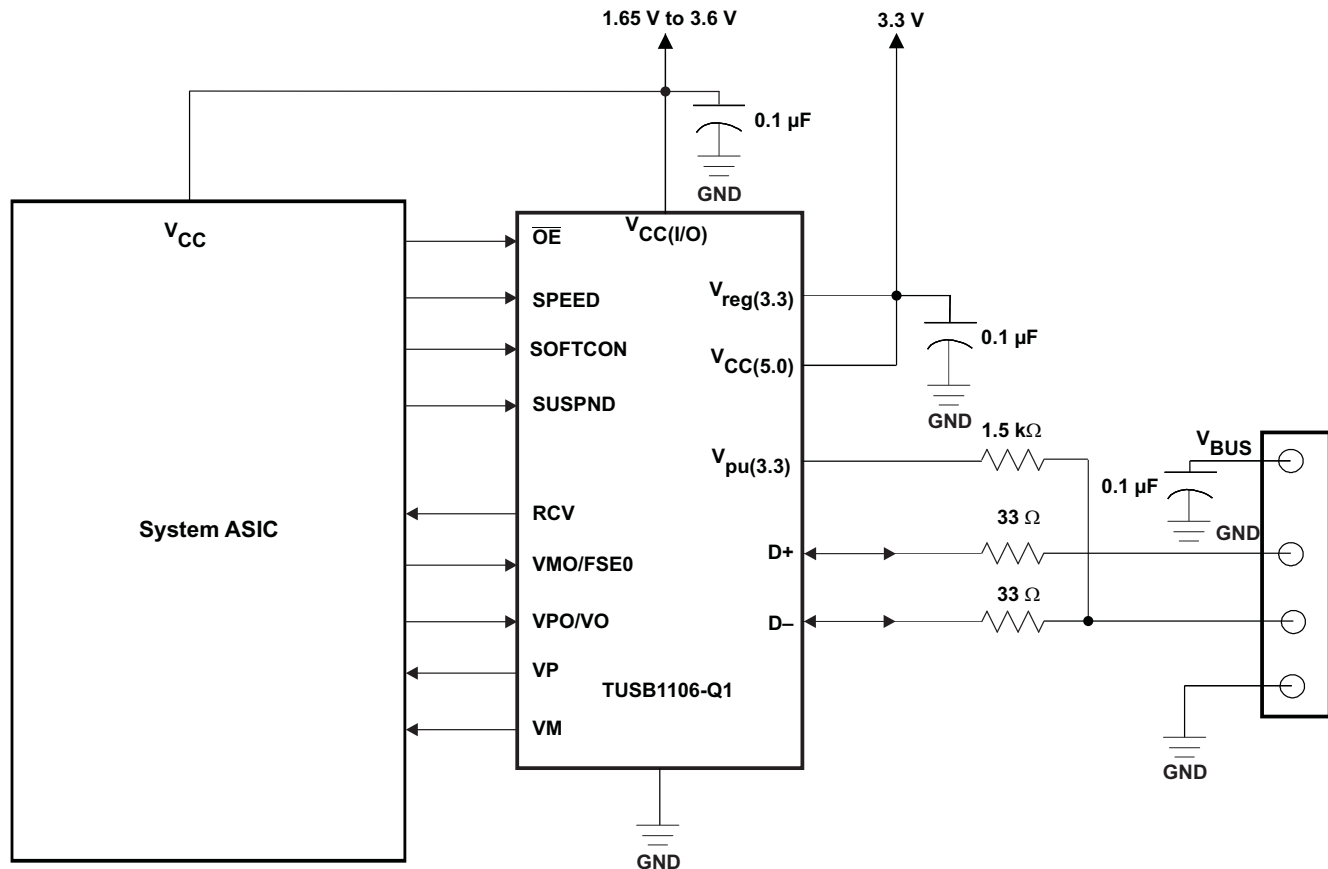 1.65 V to 3.6 V
3.3 V
0.1 µF
GND
VCC
OE
VCC(I/O)
SPEED
Vreg(3.3)
SOFTCON
0.1 µF
VCC(5.0)
SUSPND
GND
1.5 kΩ
VBUS
Vpu(3.3)
0.1 µF
RCV
33 Ω
GND
System ASIC
D+
VMO/FSE0
33 Ω
VPO/VO
D–
VP
TUSB1106-Q1
VM
GND
GND